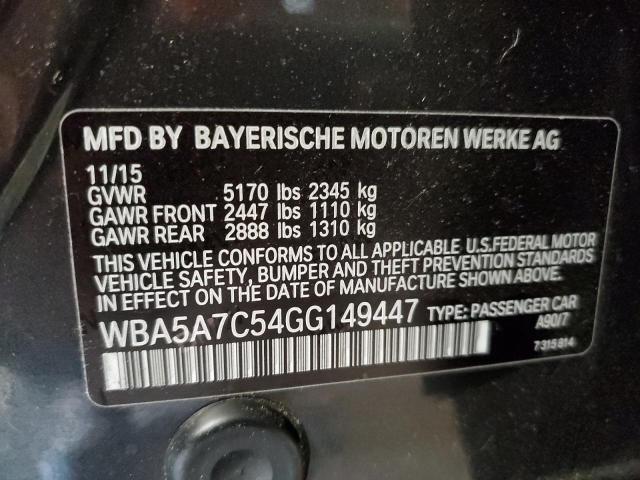 MFD BY BAYERISCHE MOTOREN WERKE AG
11/15
GVWR 5170 lbs 2345 kg
GAWR FRONT 2447 lbs 1110 kg
GAWR REAR 2888 lbs 1310 kg
THIS VEHICLE CONFORMS TO ALL APPLICABLE U.S.FEDERAL MOTOR
VEHICLE SAFETY, BUMPER AND THEFT PREVENTION STANDARDS
IN EFFECT ON THE DATE OF MANUFACTURE SHOWN ABOVE.
WBA5A7C54GG149447 TYPE: PASSENGER CAR
A90/7
7315814